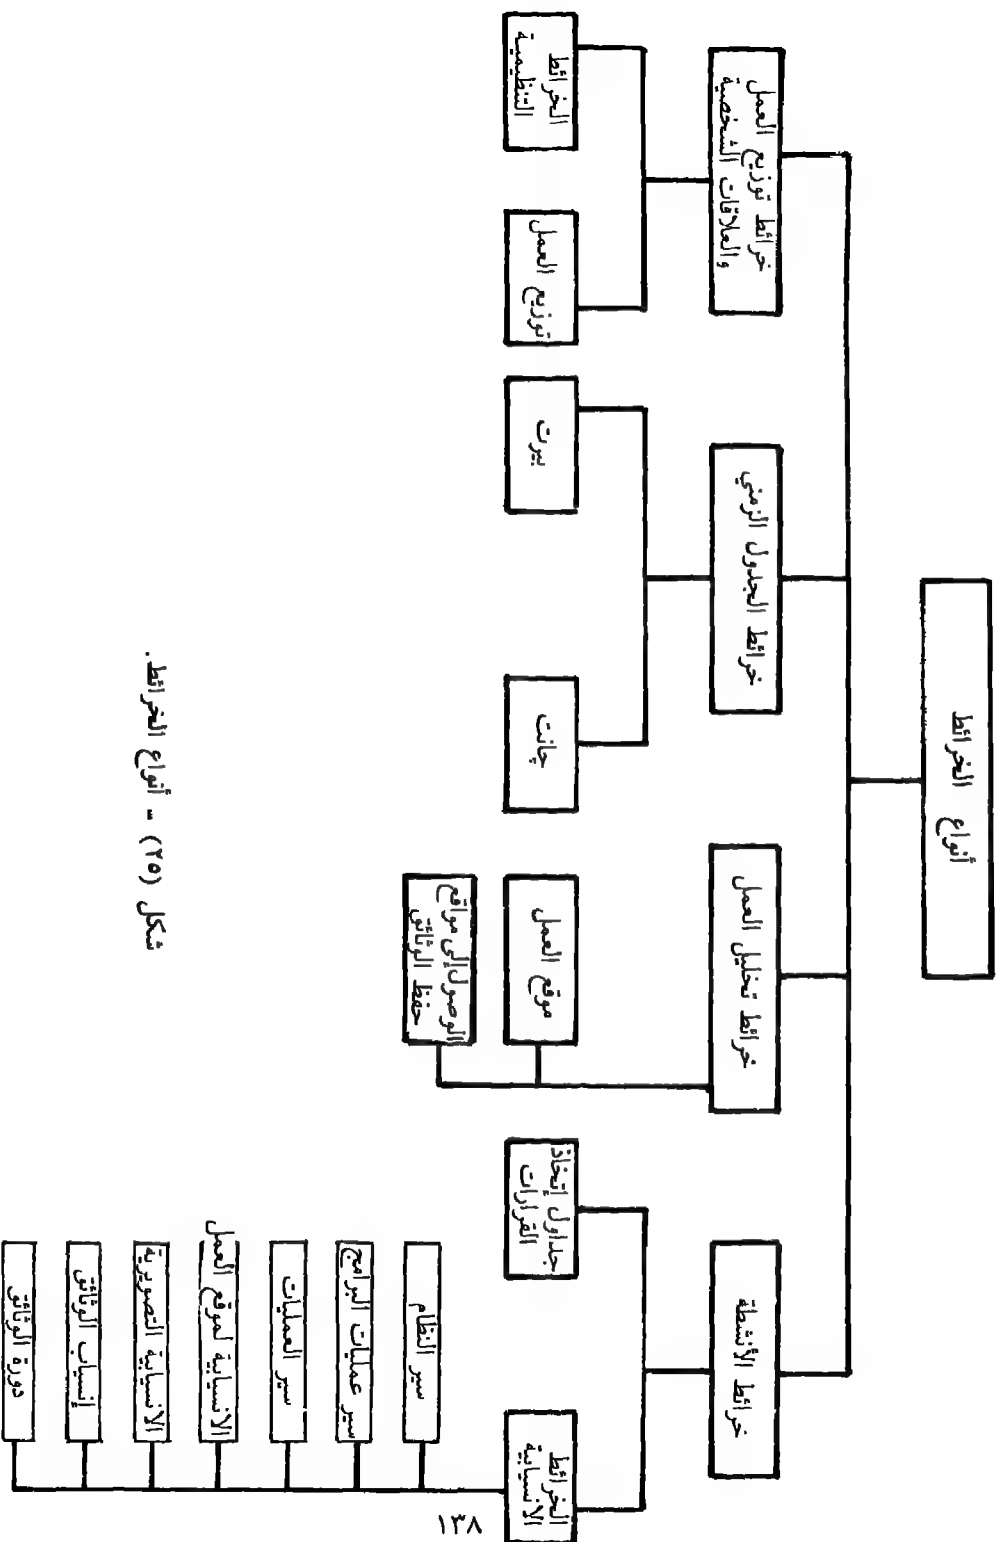 أنواع الخرائط
خرائط الأنشطة
خرائط تحليل العمل
خرائط الجدول الزمني
خرائط توزيع العمل
والعلاقات الشخصية
الخرائط
الانسيابية
جداول إتخاذ
القرارات
موقع العمل
الوصول إلى مواقع
حفظ الوثائق
چانت
بيرت
توزيع العمل
الخرائط
التنظيمية
سير النظام
سير عمليات البرامج
سير العمليات
الانسيابية لموقع العمل
الانسيابية التصويرية
إنسياب الوثائق
دورة الوثائق
شكل (٢٥) - أنواع الخرائط.
١٣٨